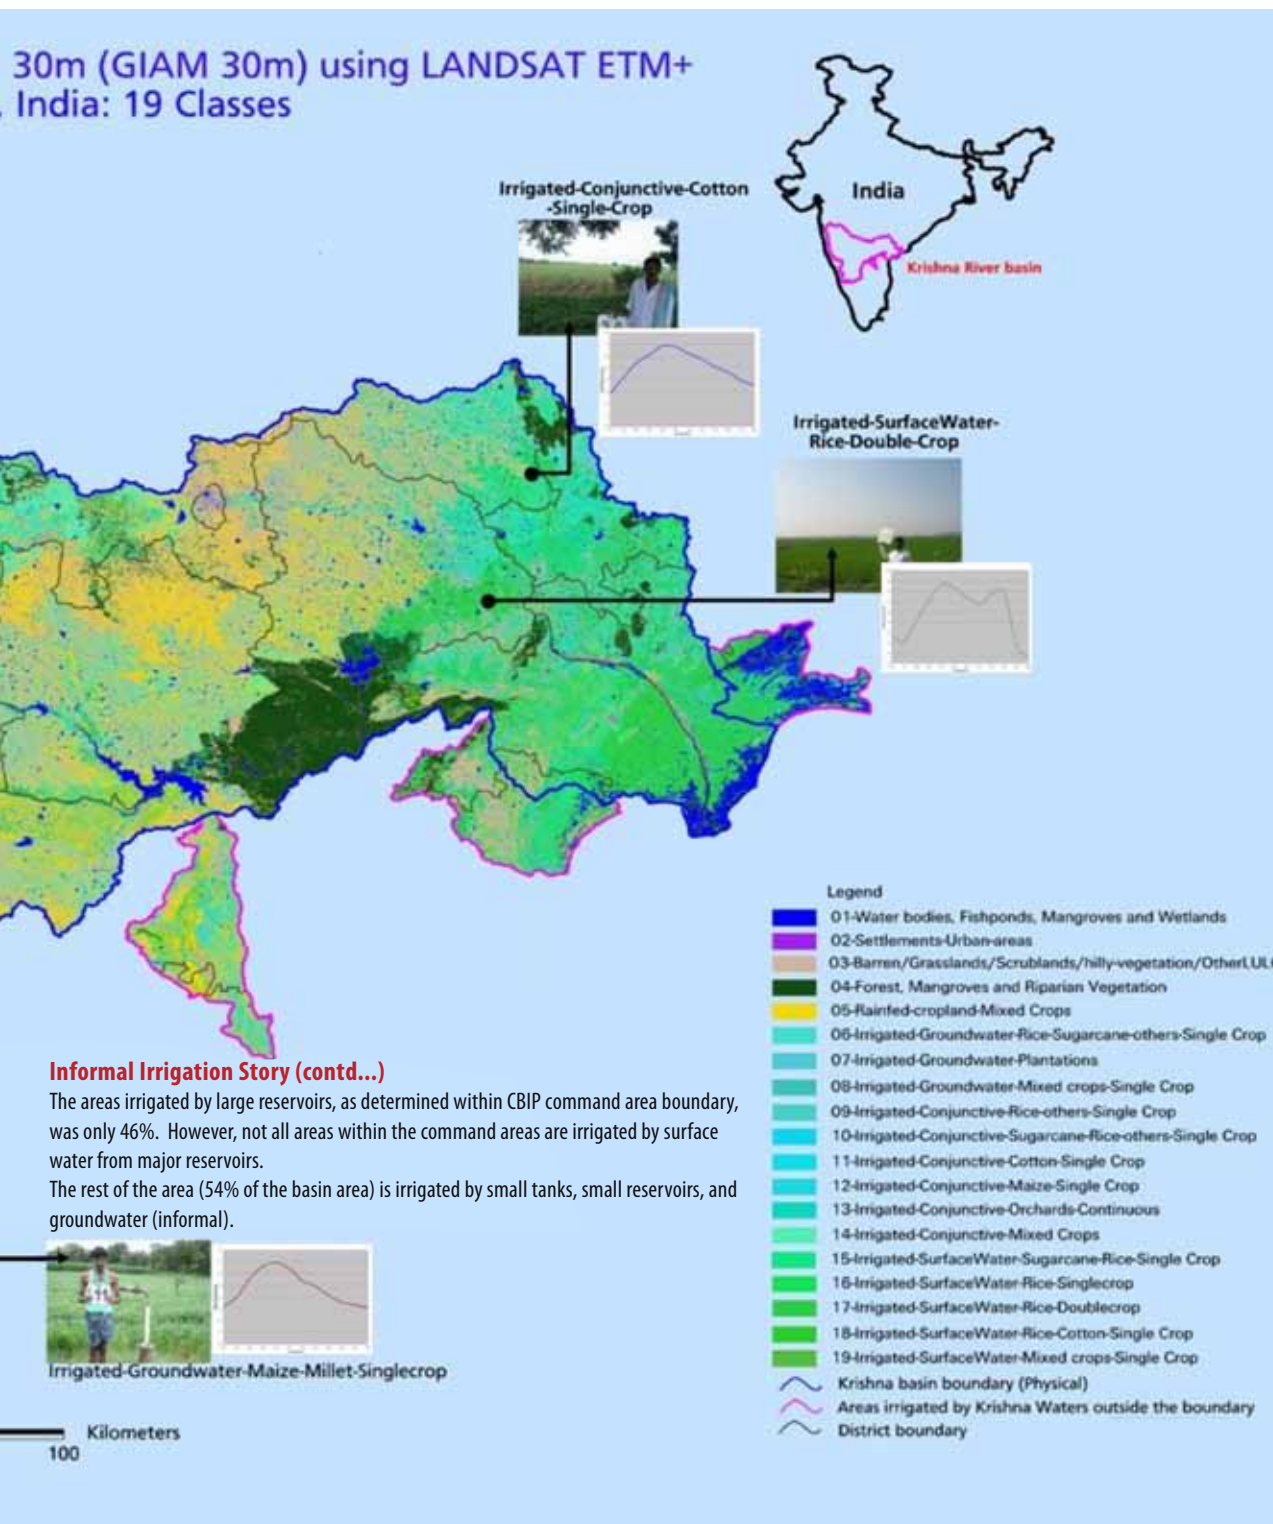 30m (GIAM 30m) using LANDSAT ETM+
, India: 19 Classes
Irrigated-Conjunctive-Cotton
-Single-Crop
India
Krishna River basin
Irrigated-SurfaceWater-
Rice-Double-Crop
Legend
01-Water bodies, Fishponds, Mangroves and Wetlands
02-Settlements-Urban-areas
03-Barren/Grasslands/Scrublands/hilly-vegetation/OtherLUL
04-Forest, Mangroves and Riparian Vegetation
05-Rainfed-cropland-Mixed Crops
06-Irrigated-Groundwater-Rice-Sugarcane-others-Single Crop
07-Irrigated-Groundwater-Plantations
08-Irrigated-Groundwater-Mixed crops-Single Crop
09-Irrigated-Conjunctive-Rice-others-Single Crop
10-Irrigated-Conjunctive-Sugarcane-Rice-others-Single Crop
11-Irrigated-Conjunctive-Cotton-Single Crop
12-Irrigated-Conjunctive-Maize-Single Crop
13-Irrigated-Conjunctive-Orchards-Continuous
14-Irrigated-Conjunctive-Mixed Crops
15-Irrigated-SurfaceWater-Sugarcane-Rice-Single Crop
16-Irrigated-SurfaceWater-Rice-Singlecrop
17-Irrigated-SurfaceWater-Rice-Doublecrop
18-Irrigated-SurfaceWater-Rice-Cotton-Single Crop
19-Irrigated-SurfaceWater-Mixed crops-Single Crop
Krishna basin boundary (Physical)
Areas irrigated by Krishna Waters outside the boundary
District boundary
Informal Irrigation Story (contd...)
The areas irrigated by large reservoirs, as determined within CBIP command area boundary,
was only 46%. However, not all areas within the command areas are irrigated by surface
water from major reservoirs.
The rest of the area (54% of the basin area) is irrigated by small tanks, small reservoirs, and
groundwater (informal).
Irrigated-Groundwater-Maize-Millet-Singlecrop
Kilometers
100